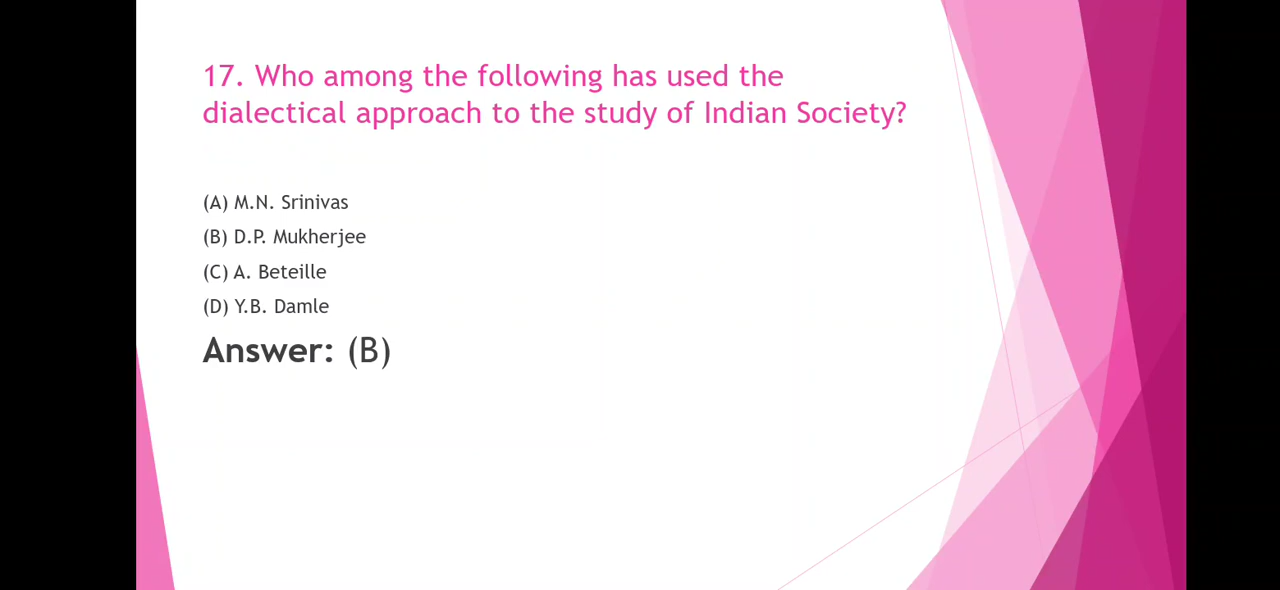 17. Who among the following has used the
dialectical approach to the study of Indian Society?
(A) M.N. Srinivas
(B) D.P. Mukherjee
(C) A. Beteille
(D) Y.B. Damle
Answer: (B)